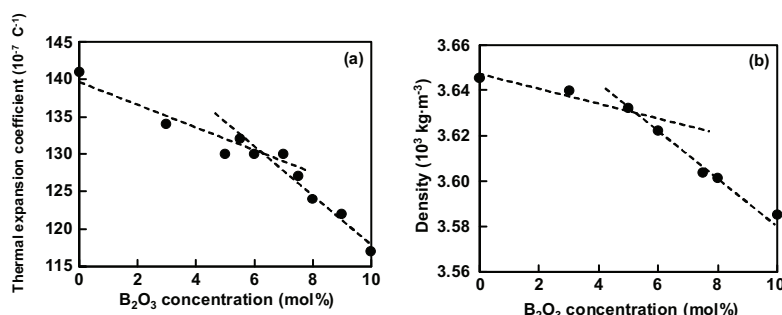 (a)
Thermal expansion coefficient (10⁻⁷ C⁻¹)
145
140
135
130
125
120
115
0 2 4 6 8 10
B₂O₃ concentration (mol%)
(b)
Density (10³ kg·m⁻³)
3.66
3.64
3.62
3.60
3.58
3.56
0 2 4 6 8 10
B₂O₃ concentration (mol%)